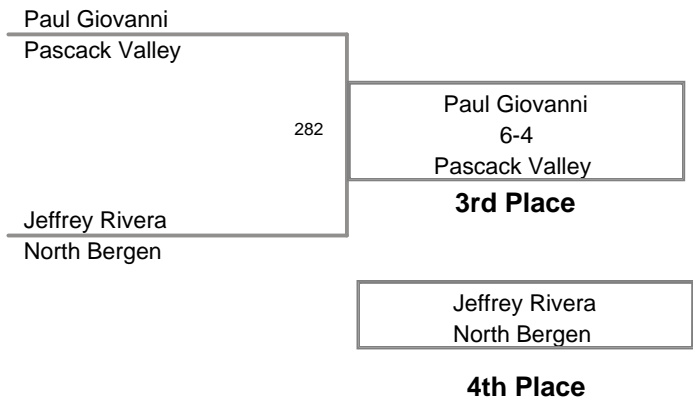 Paul Giovanni
Pascack Valley
282
Paul Giovanni
6-4
Pascack Valley
3rd Place
Jeffrey Rivera
North Bergen
Jeffrey Rivera
North Bergen
4th Place